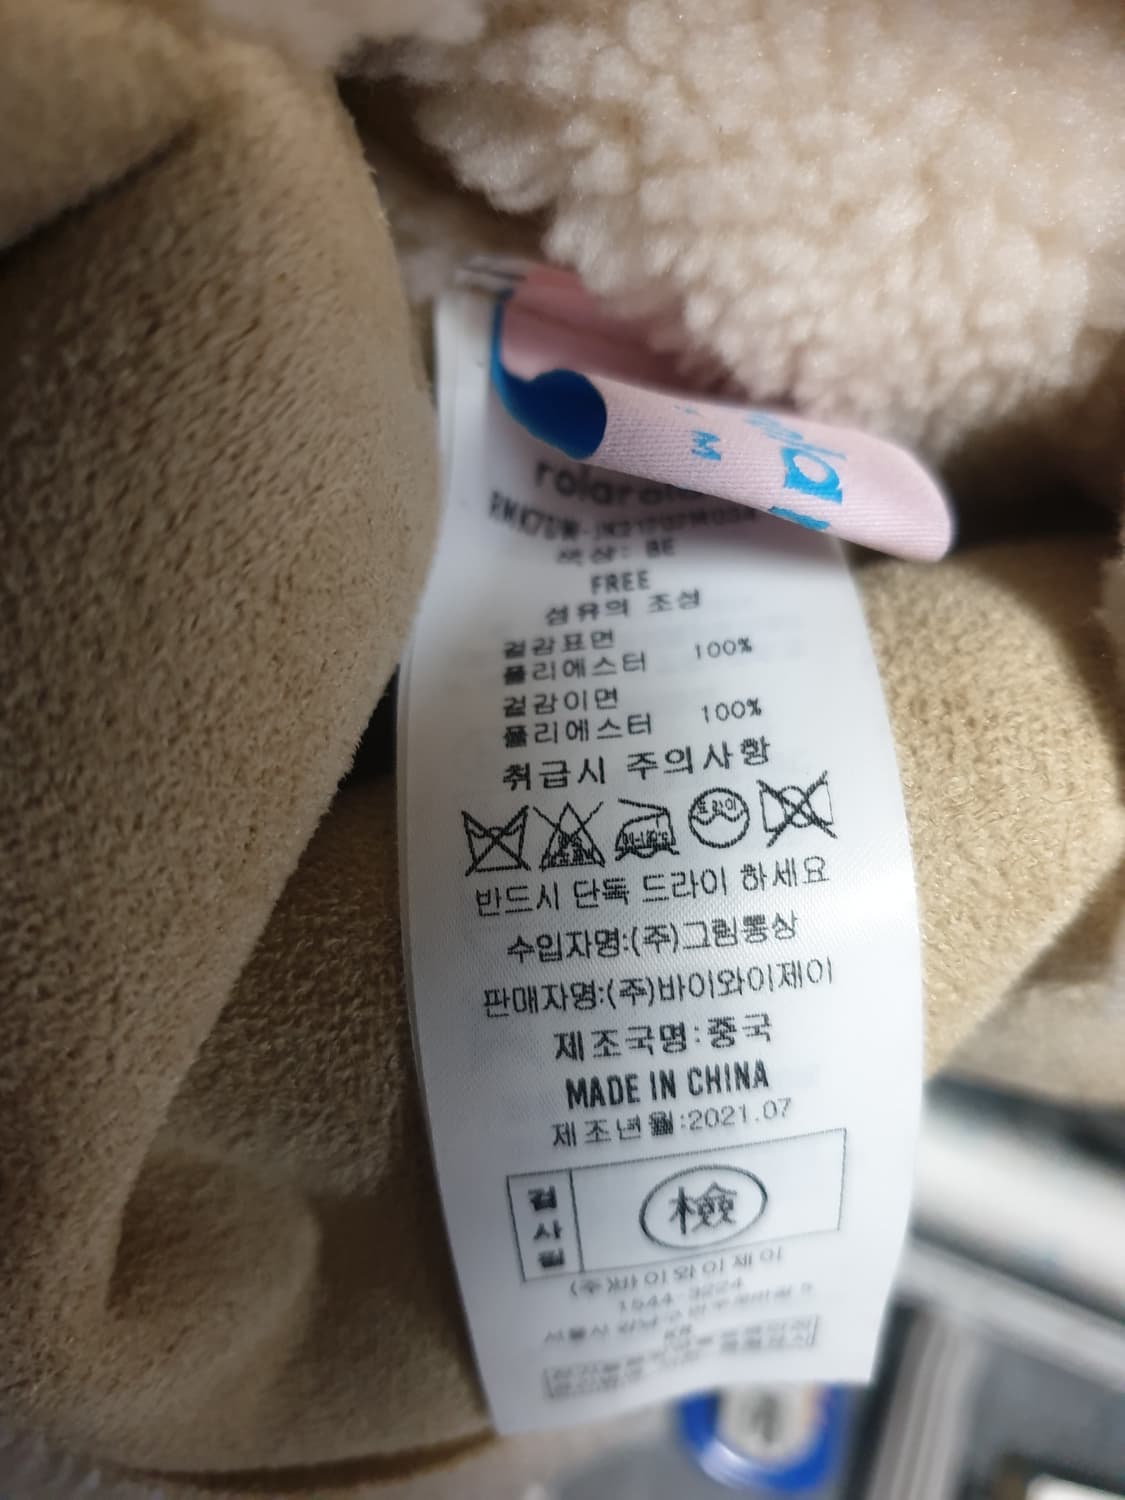 M
색상: BE
FREE
섬유의 조성
겉감표면
폴리에스터 100%
겉감이면
폴리에스터 100%
취급시 주의사항
드라이
반드시 단독 드라이 하세요
수입자명:(주)그림통상
판매자명:(주)바이와이제이
제조국명:중국
MADE IN CHINA
제조년월:2021.07
검사필
檢
(주)바이와이제이
1544-3224